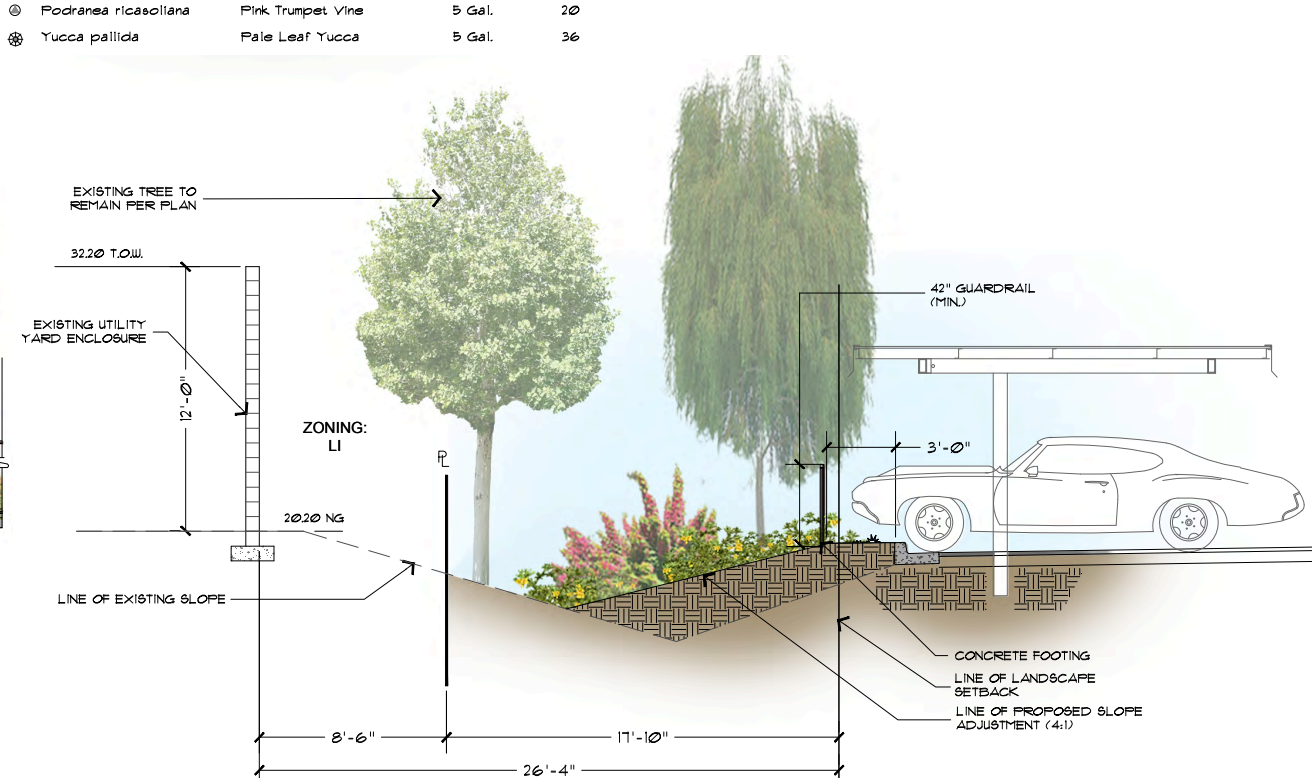 Podranea ricasoliana Pink Trumpet Vine 5 Gal. 20
Yucca pallida Pale Leaf Yucca 5 Gal. 36
EXISTING TREE TO
REMAIN PER PLAN
32.20 T.O.W.
42" GUARDRAIL
(MIN.)
EXISTING UTILITY
YARD ENCLOSURE
12'-0"
ZONING:
LI
PL
3'-0"
20.20 NG
LINE OF EXISTING SLOPE
CONCRETE FOOTING
LINE OF LANDSCAPE
SETBACK
LINE OF PROPOSED SLOPE
ADJUSTMENT (4:1)
8'-6"
17'-10"
26'-4"